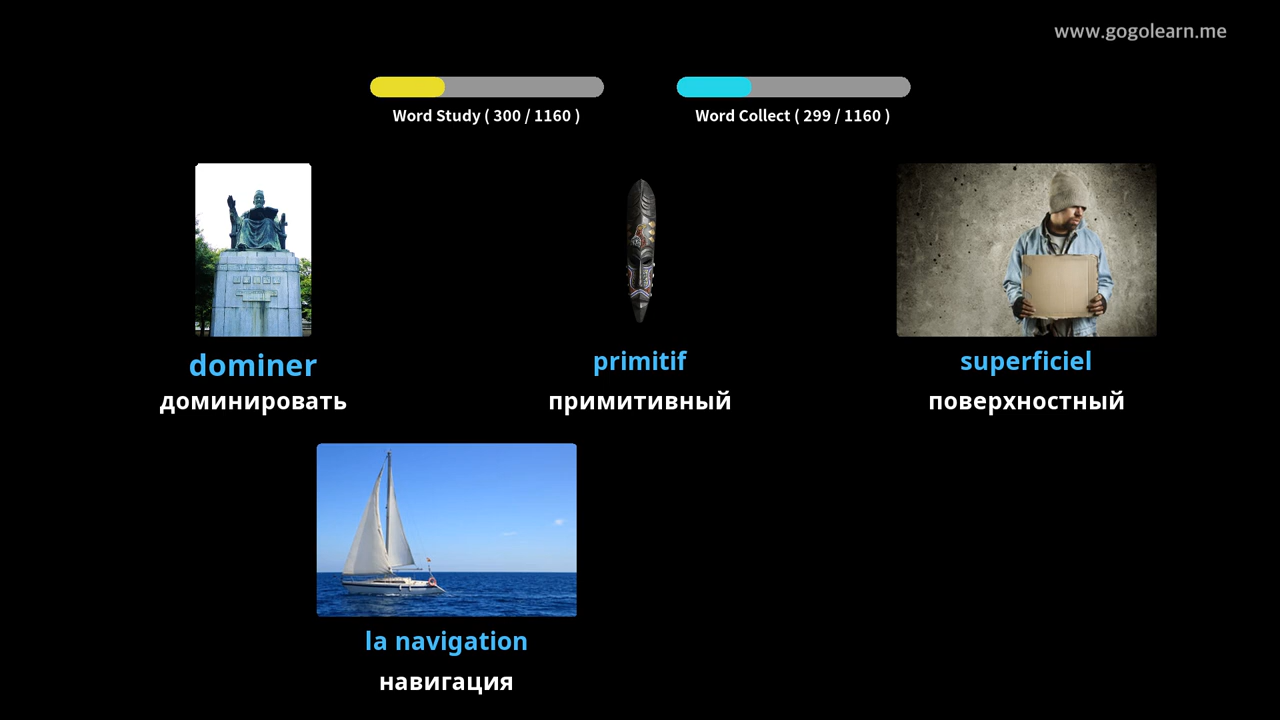 www.gogolearn.me
Word Study ( 300 / 1160 )
Word Collect ( 299 / 1160 )
dominer
primitif
superficiel
доминировать
примитивный
поверхностный
la navigation
навигация